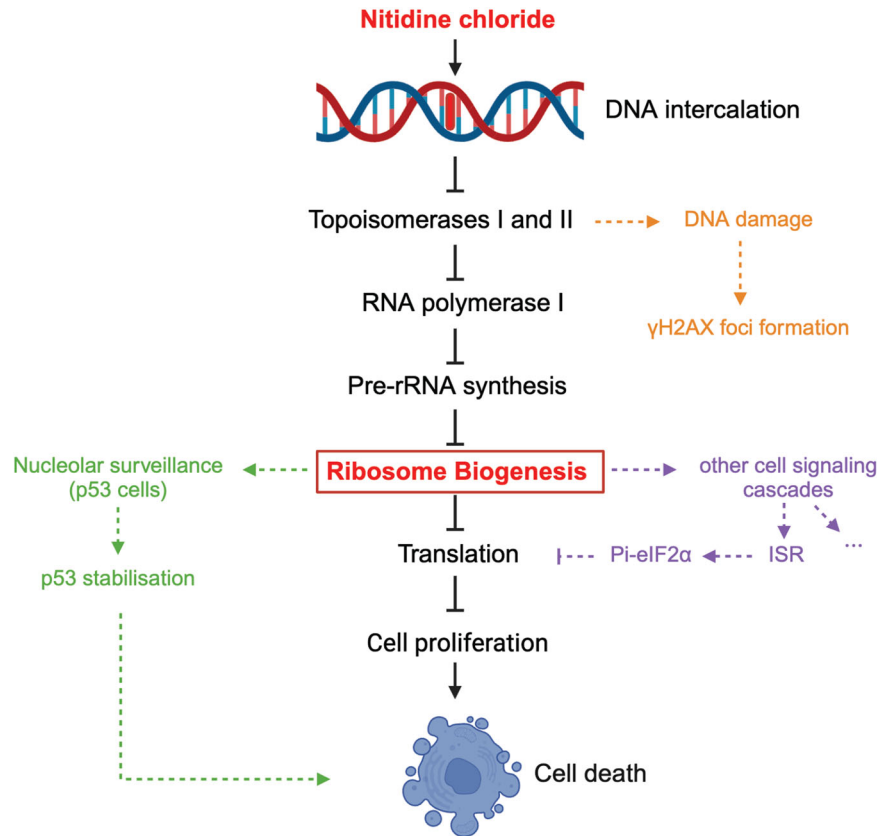 Nitidine chloride
DNA intercalation
Topoisomerases I and II
DNA damage
RNA polymerase I
γH2AX foci formation
Pre-rRNA synthesis
Nucleolar surveillance
(p53 cells)
Ribosome Biogenesis
other cell signaling
cascades
Translation
Pi-eIF2α
ISR
...
p53 stabilisation
Cell proliferation
Cell death